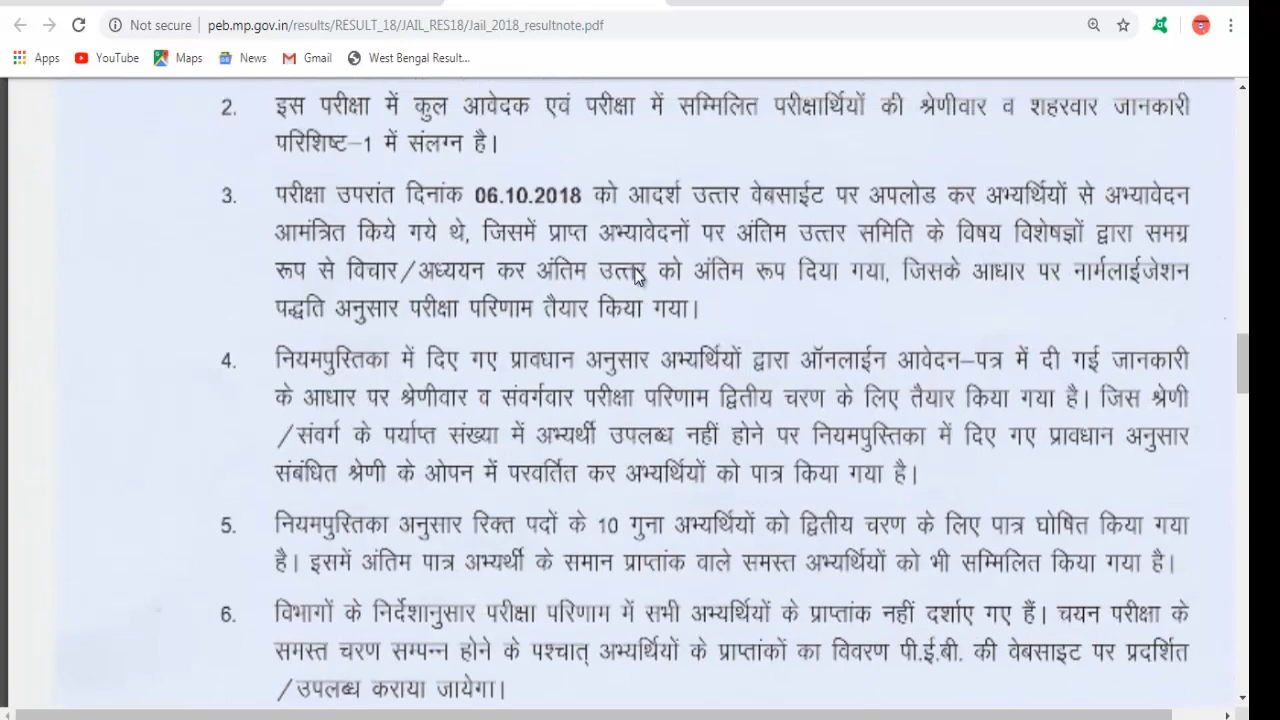 Not secure | peb.mp.gov.in/results/RESULT_18/JAIL_RES18/Jail_2018_resultnote.pdf
Apps YouTube Maps News Gmail West Bengal Result...
2. इस परीक्षा में कुल आवेदक एवं परीक्षा में सम्मिलित परीक्षार्थियों की श्रेणीवार व शहरवार जानकारी
परिशिष्ट–1 में संलग्न है।
3. परीक्षा उपरांत दिनांक 06.10.2018 को आदर्श उत्तर वेबसाईट पर अपलोड कर अभ्यर्थियों से अभ्यावेदन
आमंत्रित किये गये थे, जिसमें प्राप्त अभ्यावेदनों पर अंतिम उत्तर समिति के विषय विशेषज्ञों द्वारा समग्र
रूप से विचार/अध्ययन कर अंतिम उत्तर को अंतिम रूप दिया गया, जिसके आधार पर नार्मलाईजेशन
पद्धति अनुसार परीक्षा परिणाम तैयार किया गया।
4. नियमपुस्तिका में दिए गए प्रावधान अनुसार अभ्यर्थियों द्वारा ऑनलाईन आवेदन–पत्र में दी गई जानकारी
के आधार पर श्रेणीवार व संवर्गवार परीक्षा परिणाम द्वितीय चरण के लिए तैयार किया गया है। जिस श्रेणी
/संवर्ग के पर्याप्त संख्या में अभ्यर्थी उपलब्ध नहीं होने पर नियमपुस्तिका में दिए गए प्रावधान अनुसार
संबंधित श्रेणी के ओपन में परवर्तित कर अभ्यर्थियों को पात्र किया गया है।
5. नियमपुस्तिका अनुसार रिक्त पदों के 10 गुना अभ्यर्थियों को द्वितीय चरण के लिए पात्र घोषित किया गया
है। इसमें अंतिम पात्र अभ्यर्थी के समान प्राप्तांक वाले समस्त अभ्यर्थियों को भी सम्मिलित किया गया है।
6. विभागों के निर्देशानुसार परीक्षा परिणाम में सभी अभ्यर्थियों के प्राप्तांक नहीं दर्शाए गए हैं। चयन परीक्षा के
समस्त चरण सम्पन्न होने के पश्चात् अभ्यर्थियों के प्राप्तांकों का विवरण पी.ई.बी. की वेबसाइट पर प्रदर्शित
/उपलब्ध कराया जायेगा।